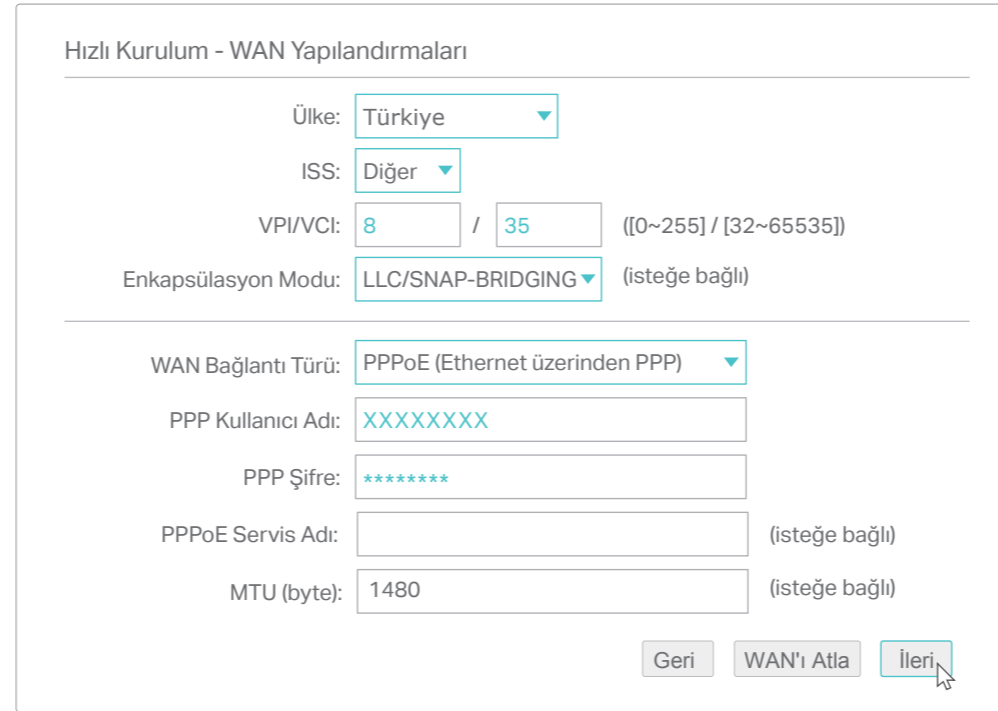 Hızlı Kurulum - WAN Yapılandırmaları
Ülke: Türkiye
ISS: Diğer
VPI/VCI: 8 / 35 ([0~255] / [32~65535])
Enkapsülasyon Modu: LLC/SNAP-BRIDGING (isteğe bağlı)
WAN Bağlantı Türü: PPPoE (Ethernet üzerinden PPP)
PPP Kullanıcı Adı: XXXXXXXX
PPP Şifre: ********
PPPoE Servis Adı: (isteğe bağlı)
MTU (byte): 1480 (isteğe bağlı)
Geri WAN'ı Atla İleri